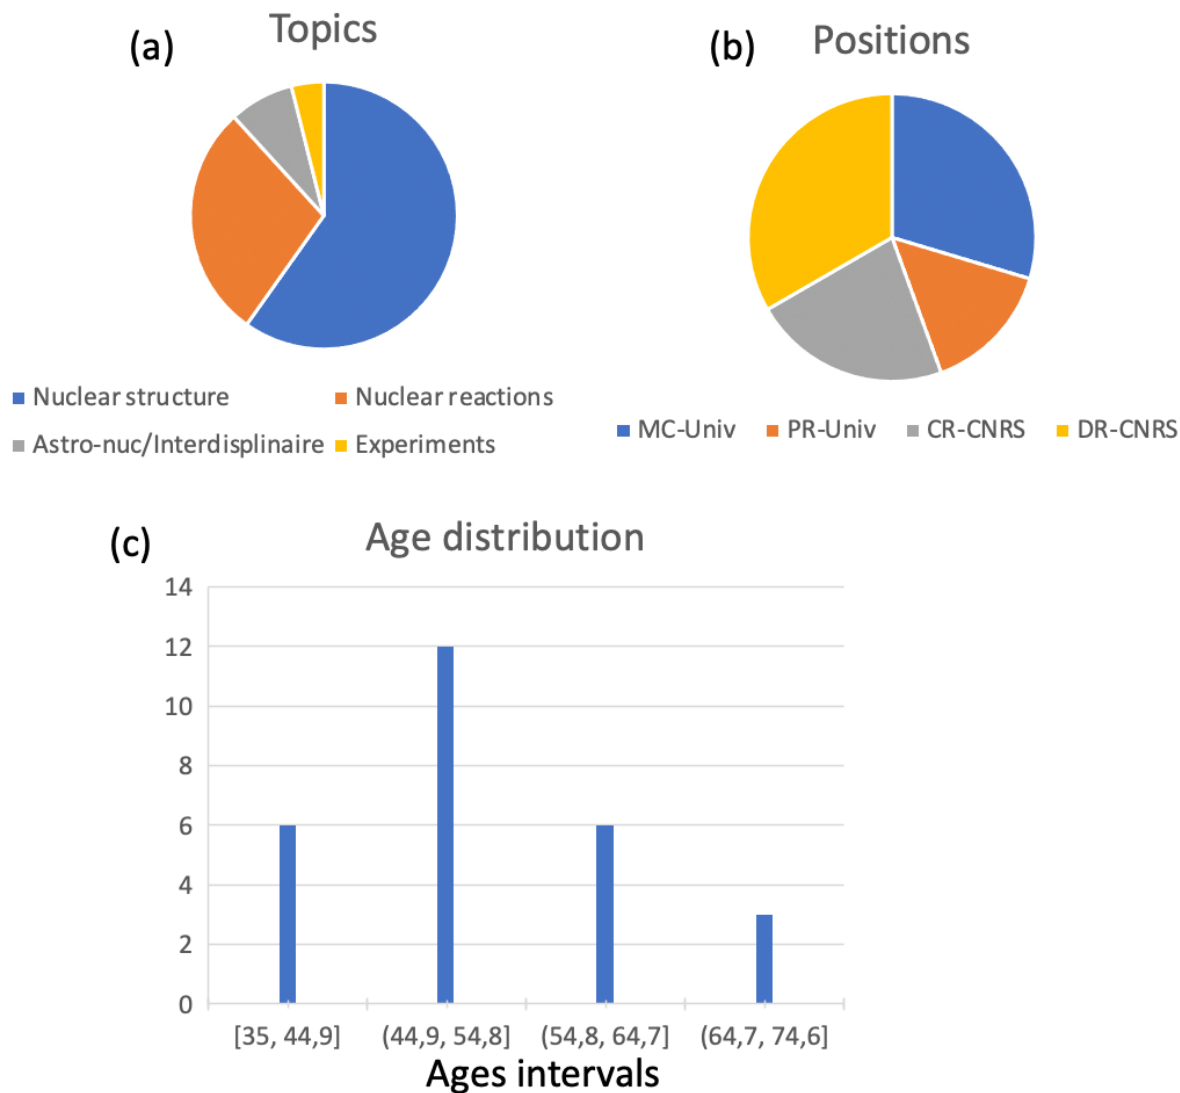 (a) Topics
(b) Positions
Nuclear structure
Nuclear reactions
Astro-nuc/Interdisplinaire
Experiments
MC-Univ
PR-Univ
CR-CNRS
DR-CNRS
(c) Age distribution
14
12
10
8
6
4
2
0
[35, 44,9]
(44,9, 54,8]
(54,8, 64,7]
(64,7, 74,6]
Ages intervals